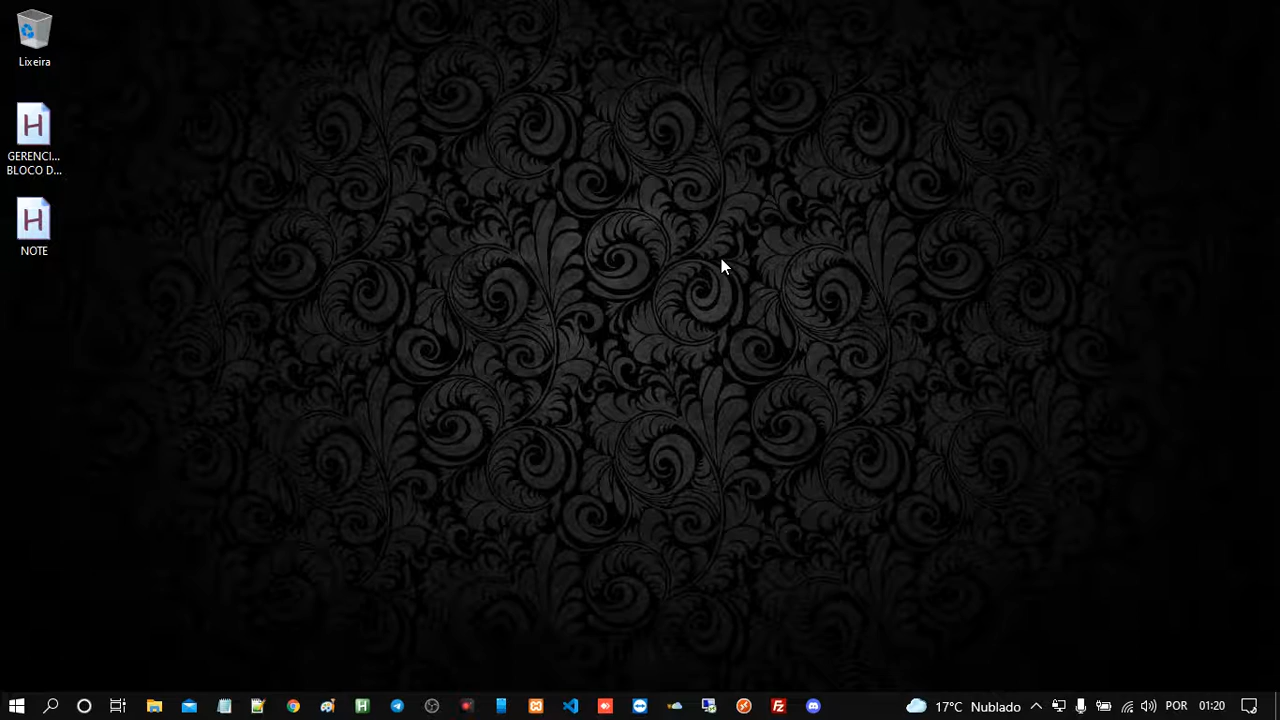 Lixeira
GERENCI...
BLOCO D...
NOTE
17°C Nublado
POR
01:20